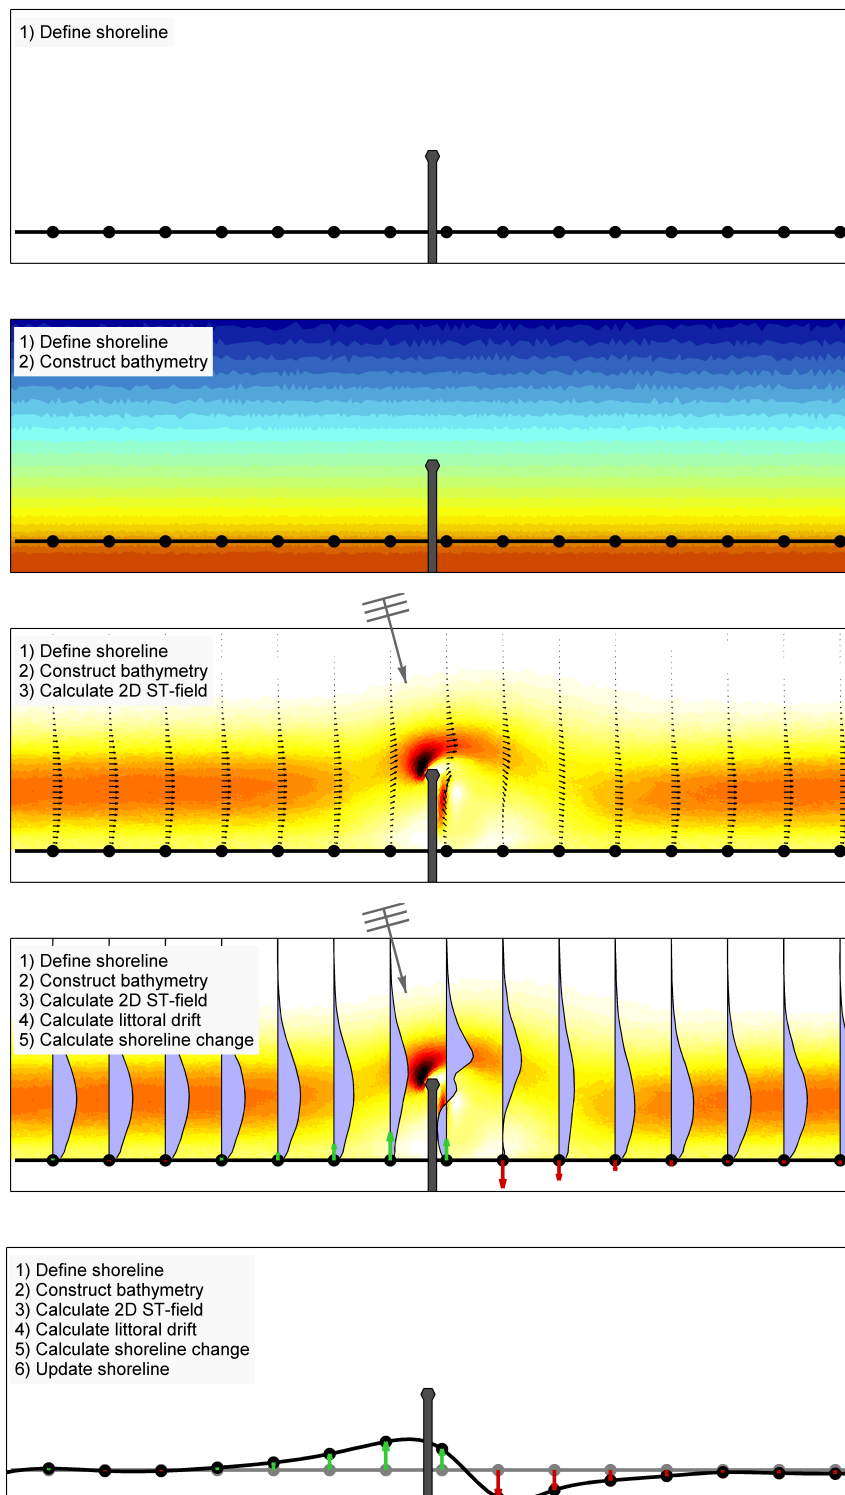 1) Define shoreline
1) Define shoreline
2) Construct bathymetry
1) Define shoreline
2) Construct bathymetry
3) Calculate 2D ST-field
1) Define shoreline
2) Construct bathymetry
3) Calculate 2D ST-field
4) Calculate littoral drift
5) Calculate shoreline change
1) Define shoreline
2) Construct bathymetry
3) Calculate 2D ST-field
4) Calculate littoral drift
5) Calculate shoreline change
6) Update shoreline